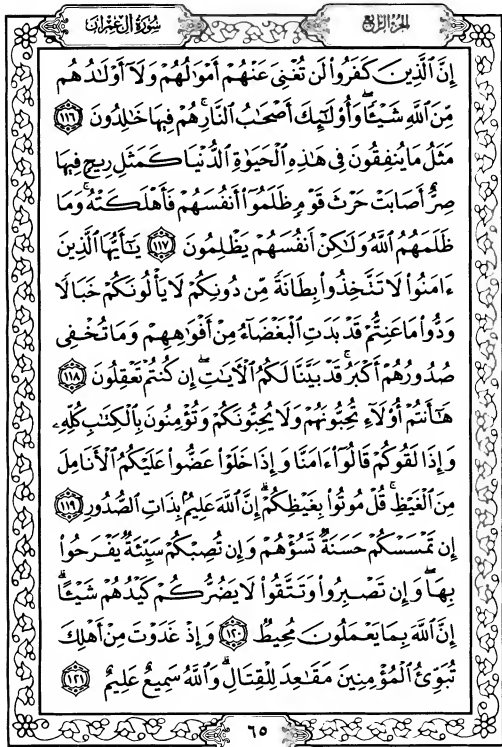 سُورَةُ آلِ عِمْرَانَ
الجُزْءُ الرَّابِعُ
إِنَّ ٱلَّذِينَ كَفَرُوا۟ لَن تُغْنِىَ عَنْهُمْ أَمْوَٰلُهُمْ وَلَآ أَوْلَٰدُهُم
مِّنَ ٱللَّهِ شَيْـًٔا ۖ وَأُو۟لَٰٓئِكَ أَصْحَٰبُ ٱلنَّارِ ۚ هُمْ فِيهَا خَٰلِدُونَ ١١٦
مَثَلُ مَا يُنفِقُونَ فِى هَٰذِهِ ٱلْحَيَوٰةِ ٱلدُّنْيَا كَمَثَلِ رِيحٍ فِيهَا
صِرٌّ أَصَابَتْ حَرْثَ قَوْمٍ ظَلَمُوٓا۟ أَنفُسَهُمْ فَأَهْلَكَتْهُ ۚ وَمَا
ظَلَمَهُمُ ٱللَّهُ وَلَٰكِنْ أَنفُسَهُمْ يَظْلِمُونَ ١١٧ يَٰٓأَيُّهَا ٱلَّذِينَ
ءَامَنُوا۟ لَا تَتَّخِذُوا۟ بِطَانَةً مِّن دُونِكُمْ لَا يَأْلُونَكُمْ خَبَالًا
وَدُّوا۟ مَا عَنِتُّمْ قَدْ بَدَتِ ٱلْبَغْضَآءُ مِنْ أَفْوَٰهِهِمْ وَمَا تُخْفِى
صُدُورُهُمْ أَكْبَرُ ۚ قَدْ بَيَّنَّا لَكُمُ ٱلْءَايَٰتِ ۖ إِن كُنتُمْ تَعْقِلُونَ ١١٨
هَٰٓأَنتُمْ أُو۟لَآءِ تُحِبُّونَهُمْ وَلَا يُحِبُّونَكُمْ وَتُؤْمِنُونَ بِٱلْكِتَٰبِ كُلِّهِۦ
وَإِذَا لَقُوكُمْ قَالُوٓا۟ ءَامَنَّا وَإِذَا خَلَوْا۟ عَضُّوا۟ عَلَيْكُمُ ٱلْأَنَامِلَ
مِنَ ٱلْغَيْظِ ۚ قُلْ مُوتُوا۟ بِغَيْظِكُمْ ۗ إِنَّ ٱللَّهَ عَلِيمٌۢ بِذَاتِ ٱلصُّدُورِ ١١٩
إِن تَمْسَسْكُمْ حَسَنَةٌ تَسُؤْهُمْ وَإِن تُصِبْكُمْ سَيِّئَةٌ يَفْرَحُوا۟
بِهَا ۖ وَإِن تَصْبِرُوا۟ وَتَتَّقُوا۟ لَا يَضُرُّكُمْ كَيْدُهُمْ شَيْـًٔا ۗ
إِنَّ ٱللَّهَ بِمَا يَعْمَلُونَ مُحِيطٌ ١٢٠ وَإِذْ غَدَوْتَ مِنْ أَهْلِكَ
تُبَوِّئُ ٱلْمُؤْمِنِينَ مَقَٰعِدَ لِلْقِتَالِ ۗ وَٱللَّهُ سَمِيعٌ عَلِيمٌ ١٢١
٦٥